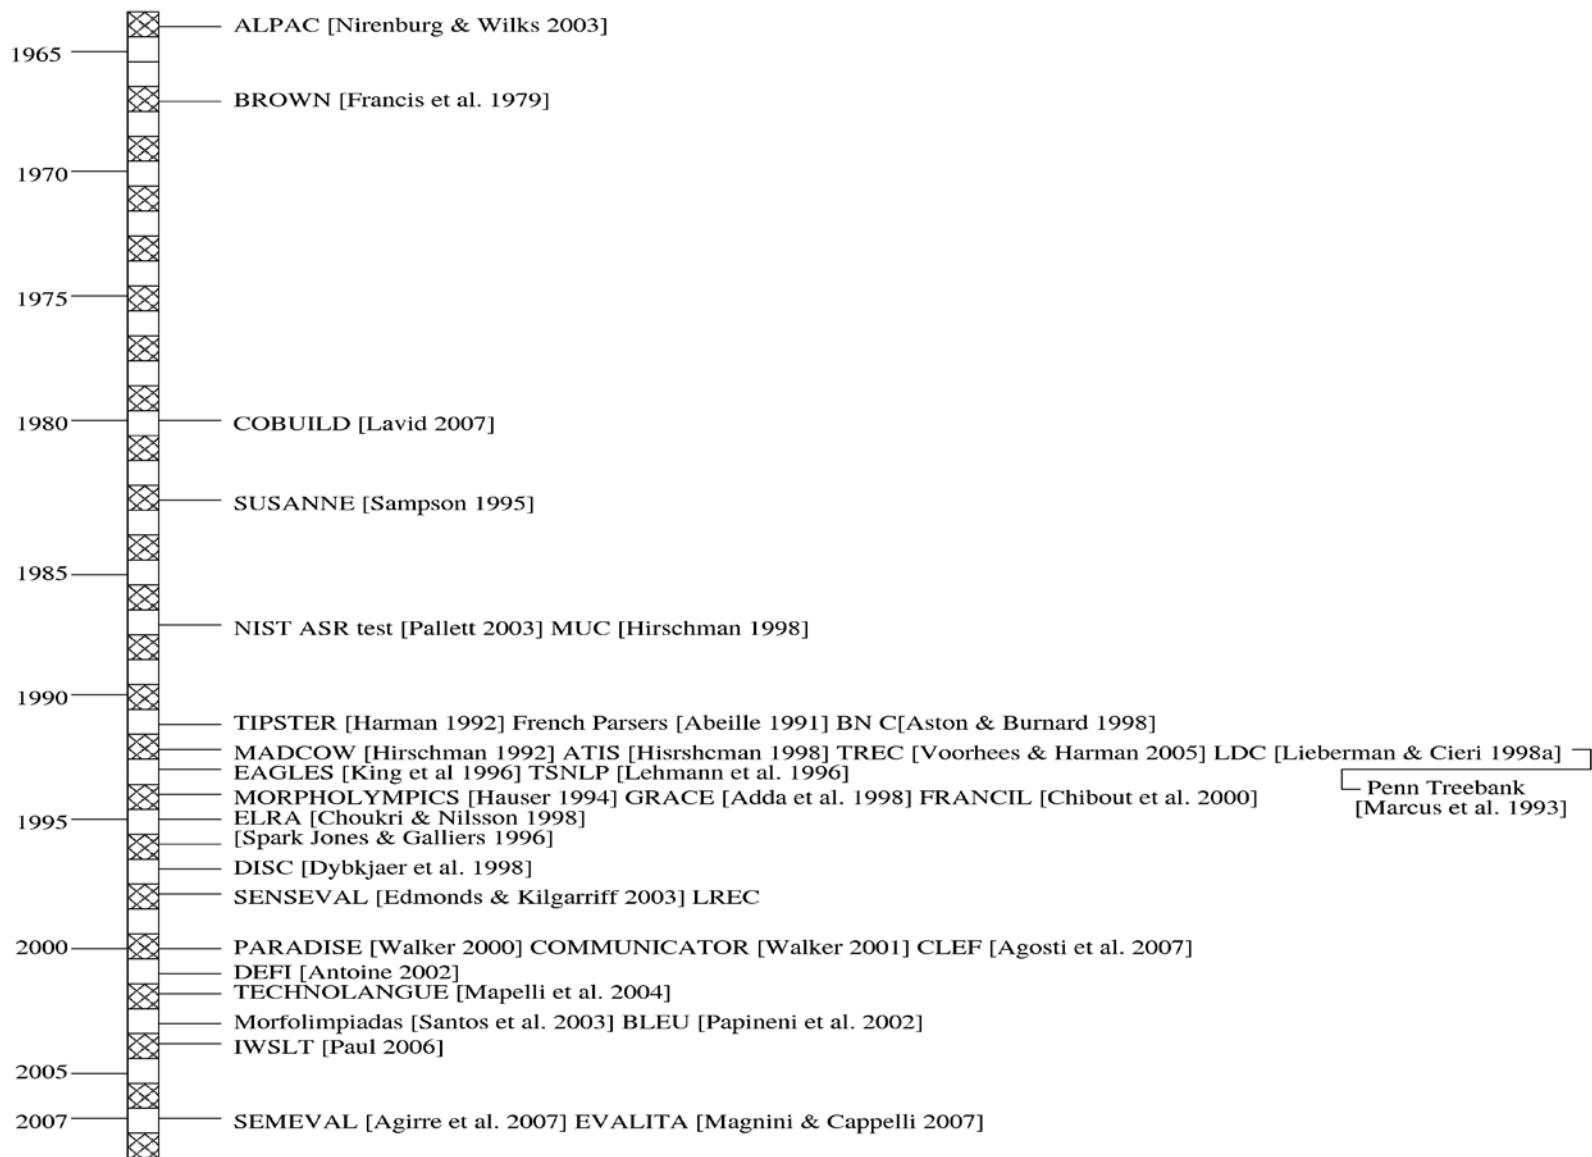 ALPAC [Nirenburg & Wilks 2003]
1965
BROWN [Francis et al. 1979]
1970
1975
1980
COBUILD [Lavid 2007]
SUSANNE [Sampson 1995]
1985
NIST ASR test [Pallett 2003] MUC [Hirschman 1998]
1990
TIPSTER [Harman 1992] French Parsers [Abeille 1991] BN C[Aston & Burnard 1998]
MADCOW [Hirschman 1992] ATIS [Hisrshcman 1998] TREC [Voorhees & Harman 2005] LDC [Lieberman & Cieri 1998a]
EAGLES [King et al 1996] TSNLP [Lehmann et al. 1996]
Penn Treebank
[Marcus et al. 1993]
MORPHOLYMPICS [Hauser 1994] GRACE [Adda et al. 1998] FRANCIL [Chibout et al. 2000]
1995
ELRA [Choukri & Nilsson 1998]
[Spark Jones & Galliers 1996]
DISC [Dybkjaer et al. 1998]
SENSEVAL [Edmonds & Kilgarriff 2003] LREC
2000
PARADISE [Walker 2000] COMMUNICATOR [Walker 2001] CLEF [Agosti et al. 2007]
DEFI [Antoine 2002]
TECHNOLANGUE [Mapelli et al. 2004]
Morfolimpiadas [Santos et al. 2003] BLEU [Papineni et al. 2002]
IWSLT [Paul 2006]
2005
2007
SEMEVAL [Agirre et al. 2007] EVALITA [Magnini & Cappelli 2007]